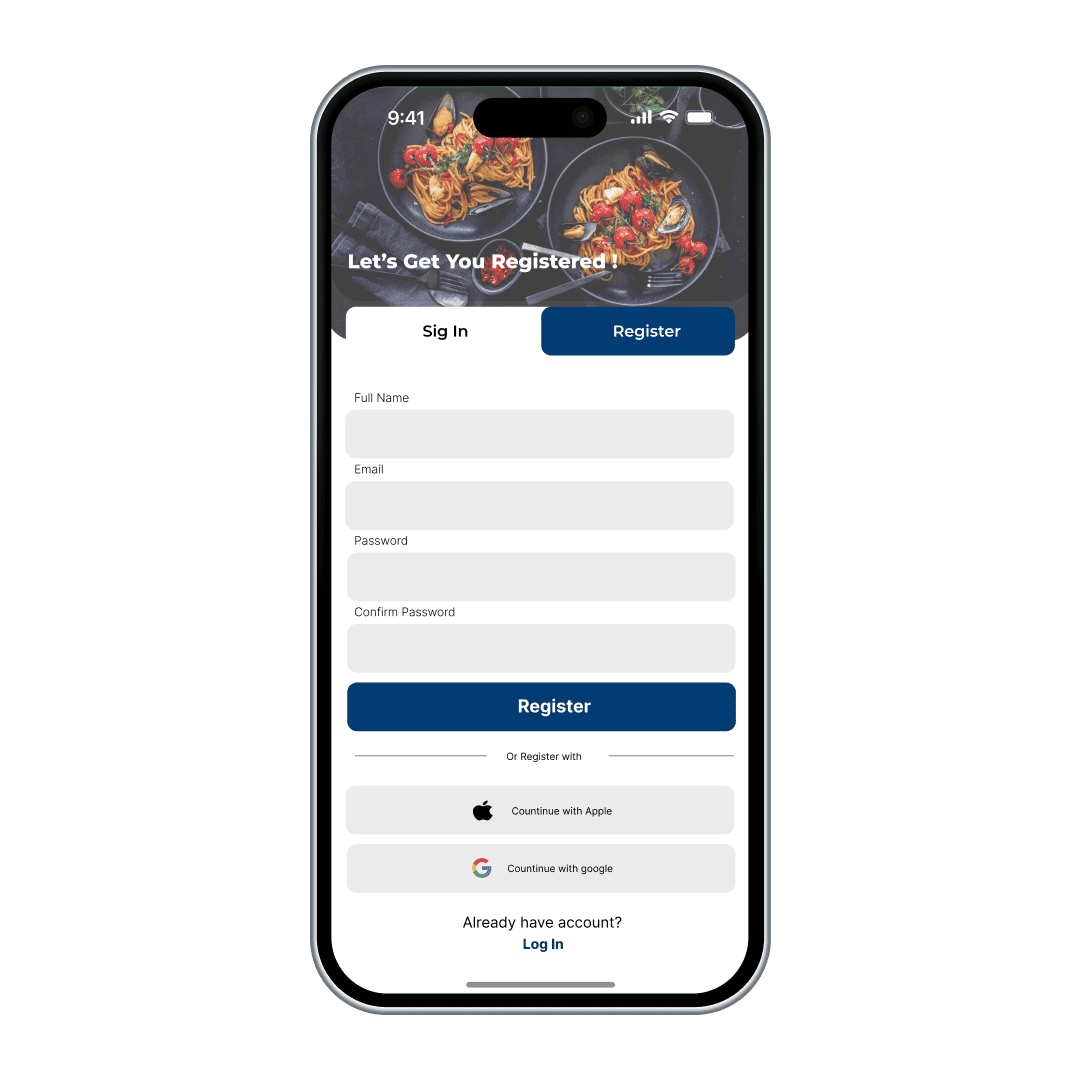 9:41
Let's Get You Registered !
Sig In
Register
Full Name
Email
Password
Confirm Password
Register
Or Register with
Countinue with Apple
Countinue with google
Already have account?
Log In